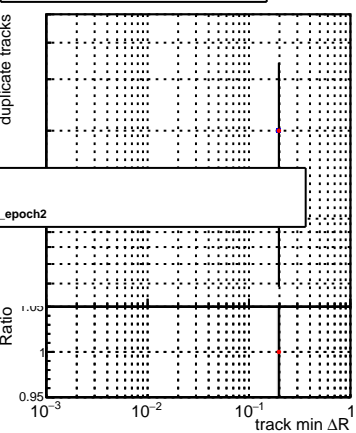 duplicate tracks
_epoch2
1.05
Ratio
1
0.95
10⁻³
10⁻²
10⁻¹
1
track min ΔR